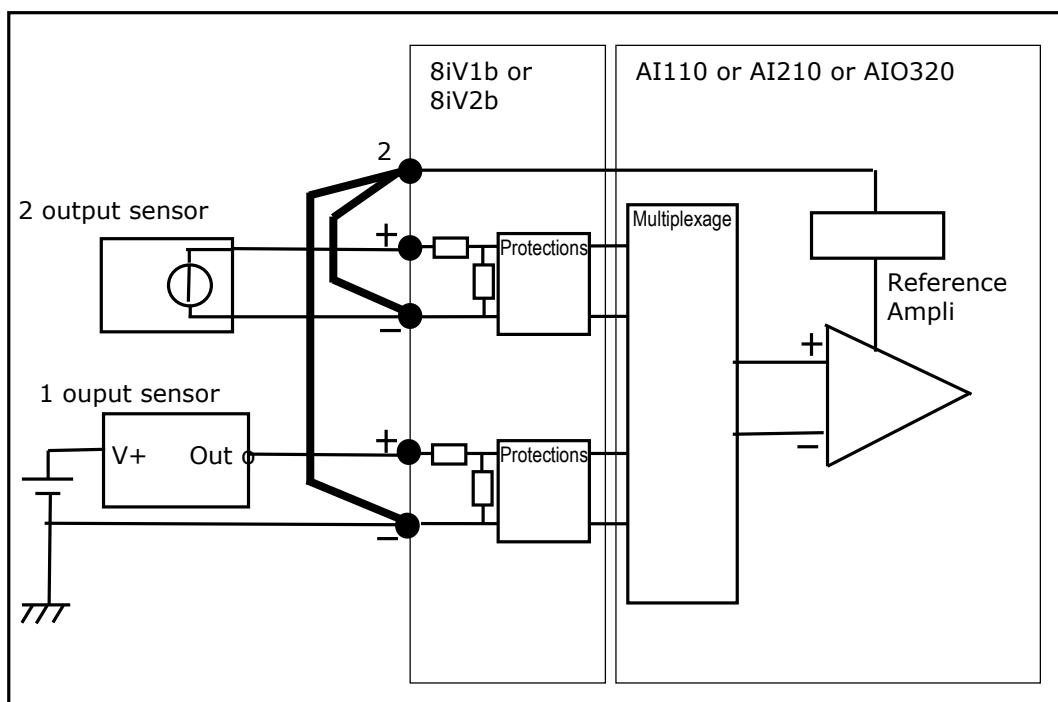 8iV1b or
8iV2b
AI110 or AI210 or AIO320
2
2 output sensor
+
Protections
Multiplexage
−
Reference
Ampli
+
−
1 ouput sensor
V+ Out o
+
Protections
−